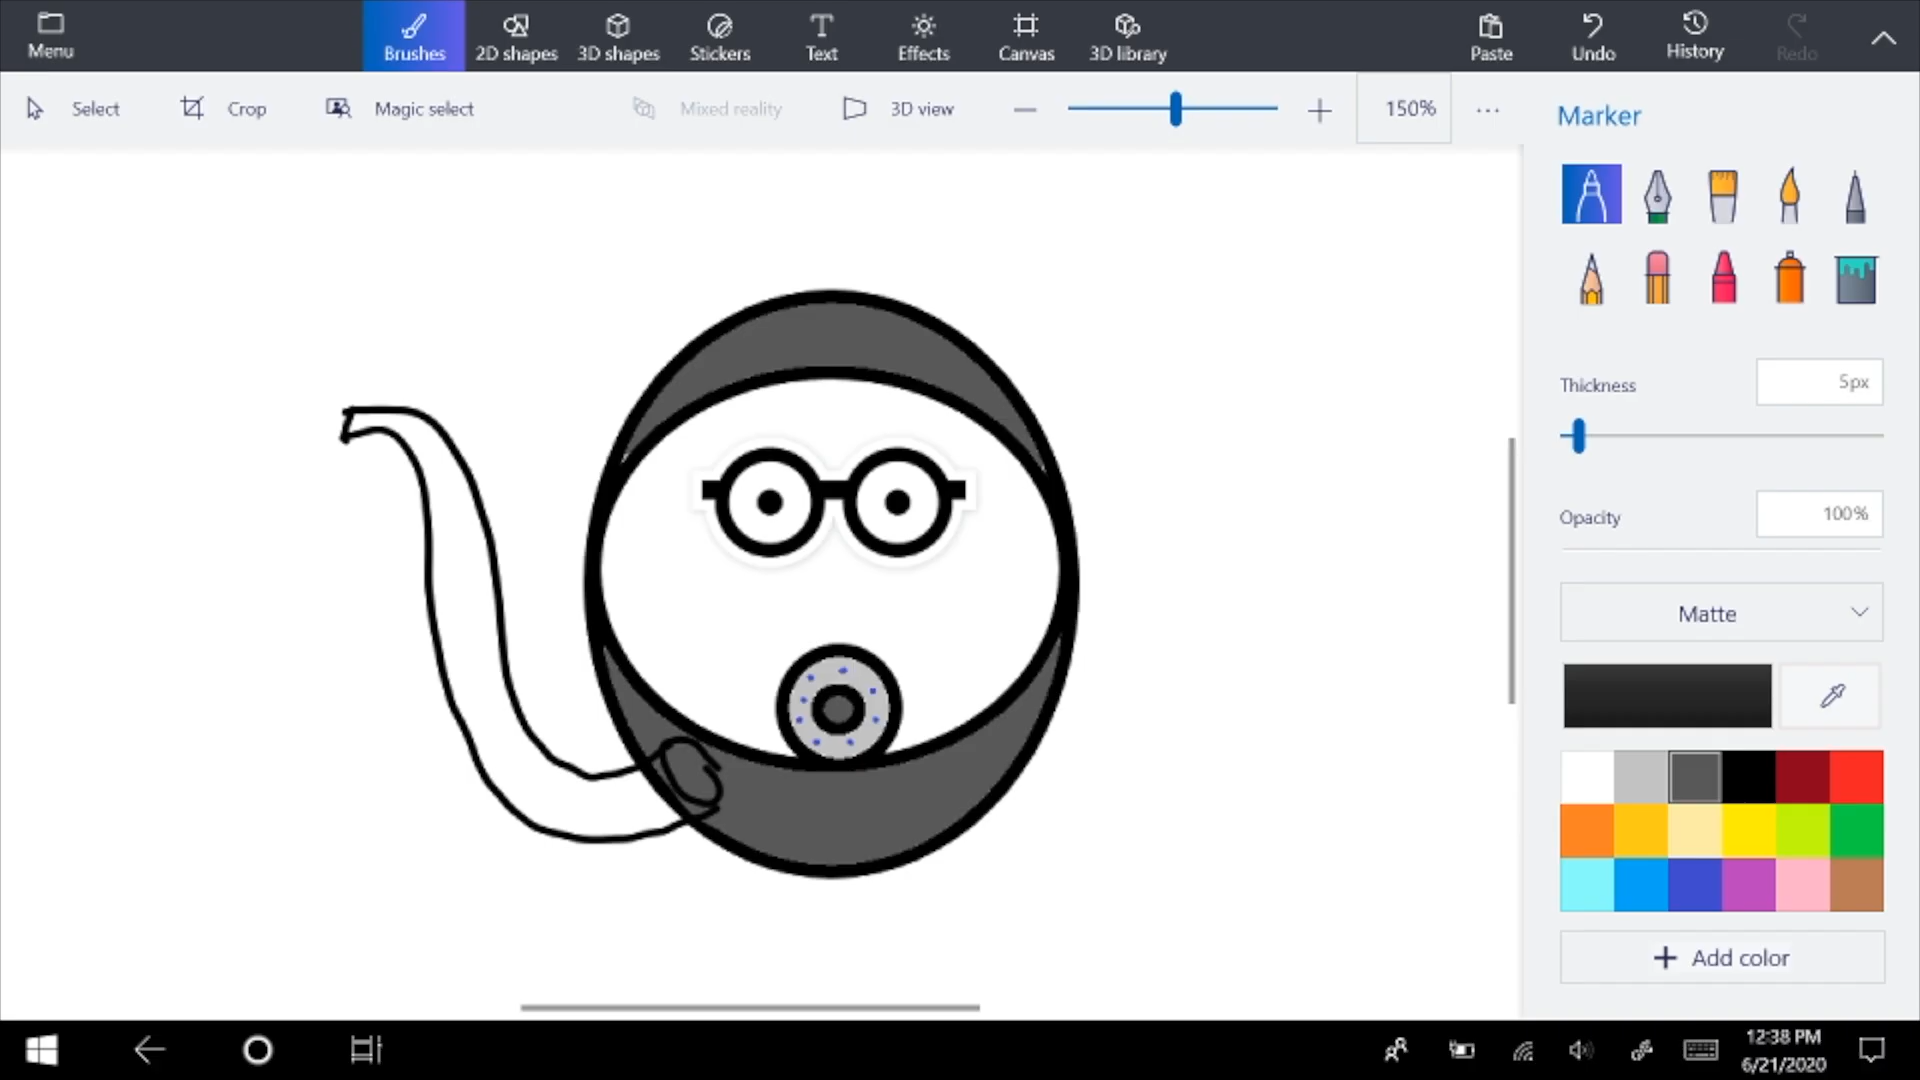 Menu
Brushes
2D shapes
3D shapes
Stickers
Text
Effects
Canvas
3D library
Paste
Undo
History
Redo
Select
Crop
Magic select
Mixed reality
3D view
150%
Marker
Thickness
5px
Opacity
100%
Matte
Add color
12:38 PM
6/21/2020